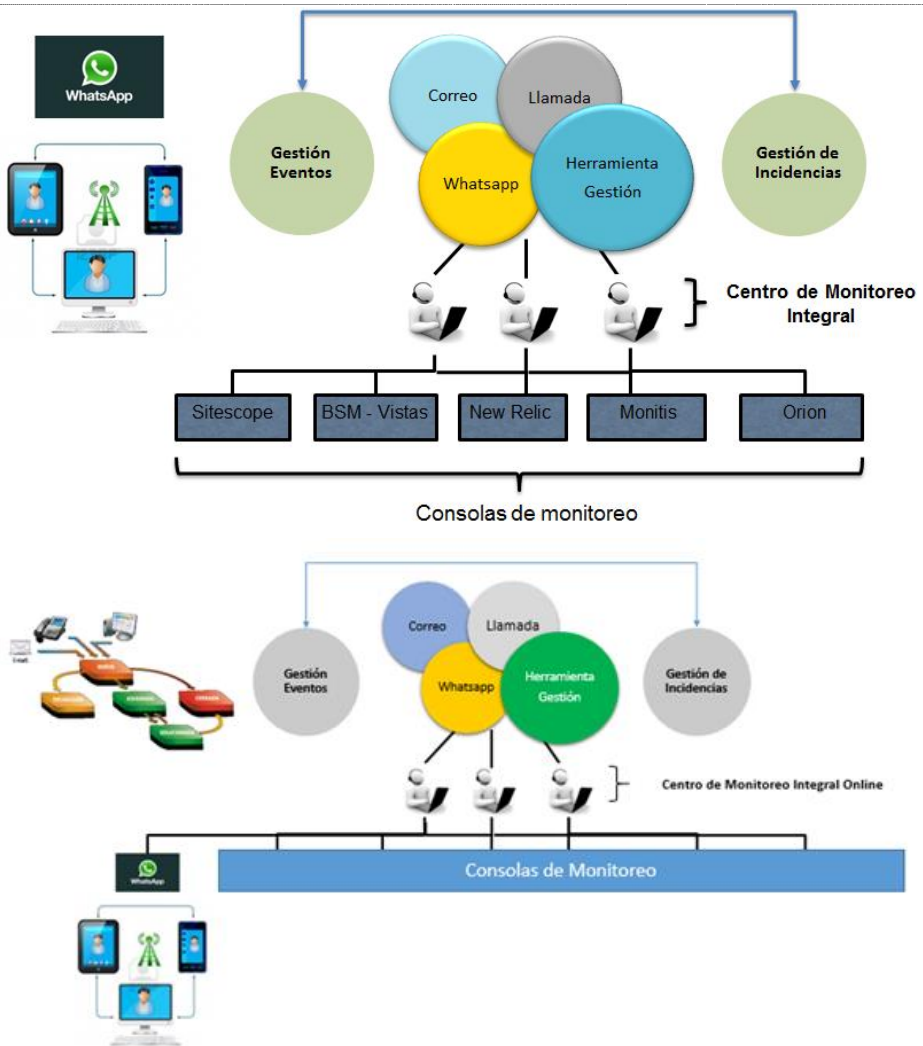 WhatsApp
Correo
Llamada
Gestión
Eventos
Whatsapp
Herramienta
Gestión
Gestión de
Incidencias
Centro de Monitoreo
Integral
Sitescope
BSM - Vistas
New Relic
Monitis
Orion
Consolas de monitoreo
Correo
Llamada
Gestión
Eventos
Whatsapp
Herramienta
Gestión
Gestión de
Incidencias
Centro de Monitoreo Integral Online
WhatsApp
Consolas de Monitoreo